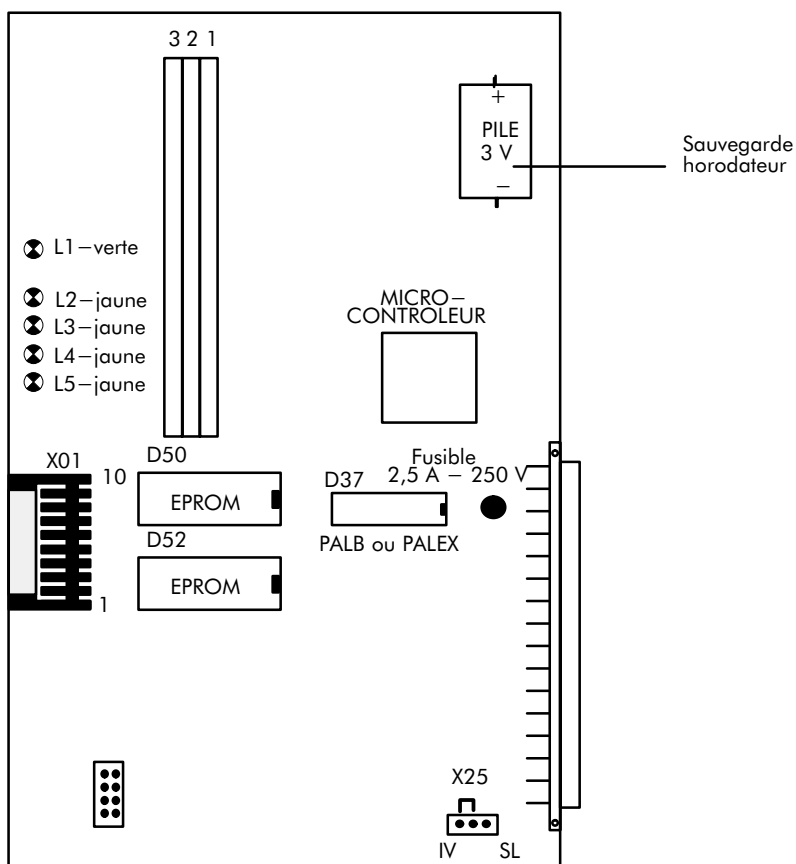 3 2 1
+
PILE
3 V
−
Sauvegarde
horodateur
L1−verte
L2−jaune
L3−jaune
L4−jaune
L5−jaune
MICRO−
CONTROLEUR
X01
10
1
D50
EPROM
D52
EPROM
D37
PALB ou PALEX
Fusible
2,5 A − 250 V
X25
IV SL